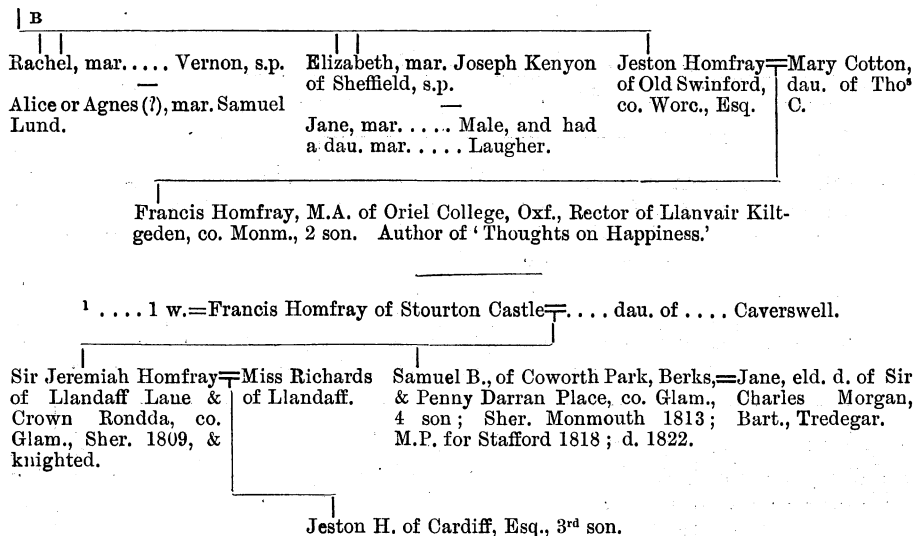 B
Rachel, mar. .... Vernon, s.p.
Alice or Agnes (?), mar. Samuel
Lund.
Elizabeth, mar. Joseph Kenyon
of Sheffield, s.p.
Jane, mar. .... Male, and had
a dau. mar. .... Laugher.
Jeston Homfray
of Old Swinford,
co. Worc., Esq.
Mary Cotton,
dau. of Thoˢ
C.
Francis Homfray, M.A. of Oriel College, Oxf., Rector of Llanvair Kilt-
geden, co. Monm., 2 son. Author of ‘Thoughts on Happiness.’
¹ .... 1 w.=Francis Homfray of Stourton Castle=.... dau. of .... Caverswell.
Sir Jeremiah Homfray
of Llandaff Laue &
Crown Rondda, co.
Glam., Sher. 1809, &
knighted.
Miss Richards
of Llandaff.
Samuel B., of Coworth Park, Berks,=
& Penny Darran Place, co. Glam.,
4 son; Sher. Monmouth 1813;
M.P. for Stafford 1818; d. 1822.
Jane, eld. d. of Sir
Charles Morgan,
Bart., Tredegar.
Jeston H. of Cardiff, Esq., 3ʳᵈ son.